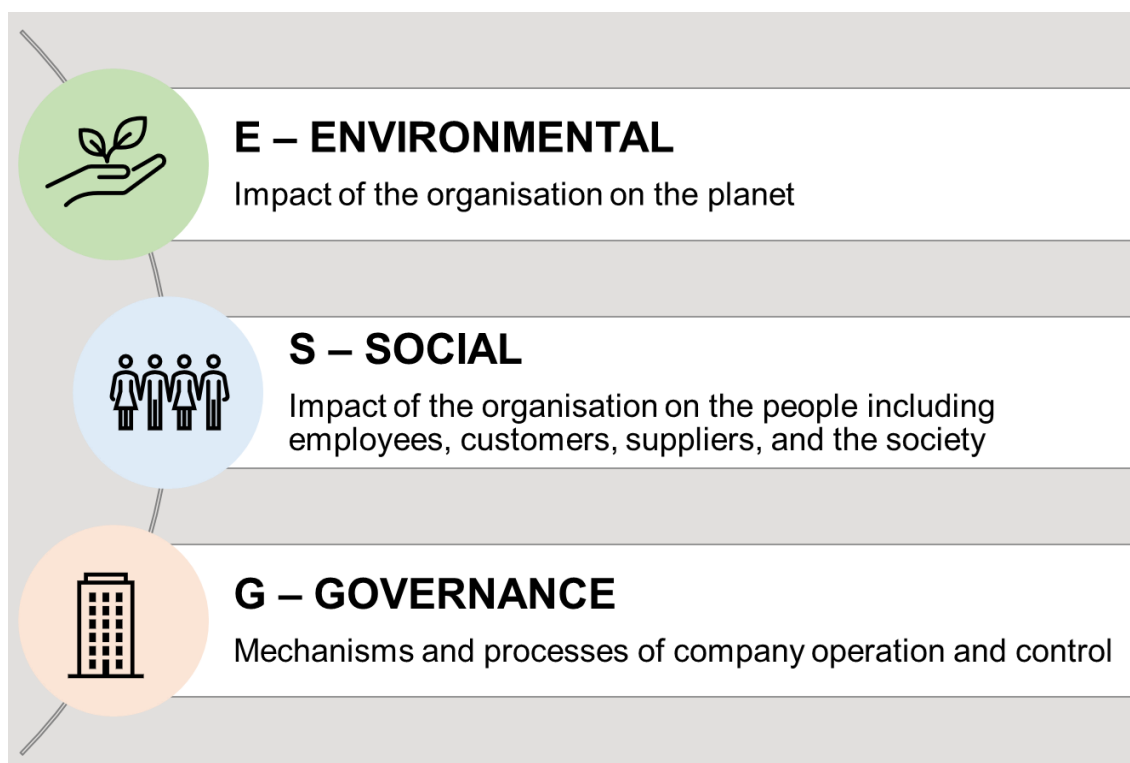 E – ENVIRONMENTAL
Impact of the organisation on the planet
S – SOCIAL
Impact of the organisation on the people including
employees, customers, suppliers, and the society
G – GOVERNANCE
Mechanisms and processes of company operation and control